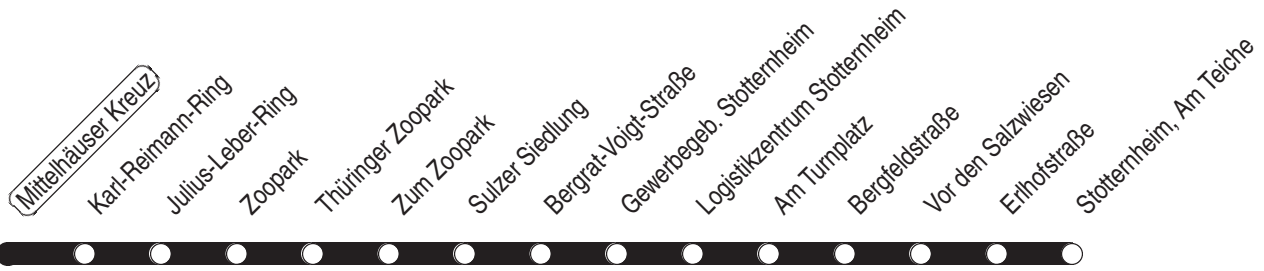 Mittelhäuser Kreuz
Karl-Reimann-Ring
Julius-Leber-Ring
Zoopark
Thüringer Zoopark
Zum Zoopark
Sulzer Siedlung
Bergrat-Voigt-Straße
Gewerbegeb. Stotternheim
Logistikzentrum Stotternheim
Am Turnplatz
Bergfeldstraße
Vor den Salzwiesen
Erlhofstraße
Stotternheim, Am Teiche